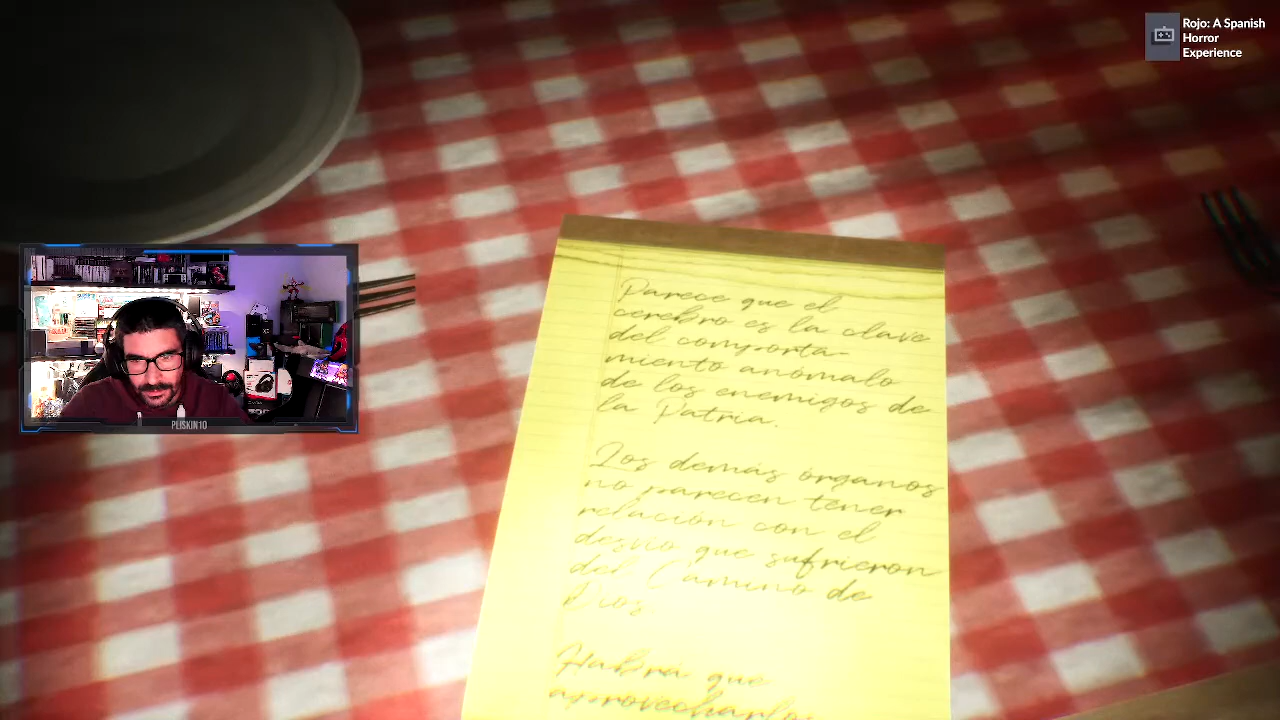 Rojo: A Spanish
Horror
Experience
Parece que el
cerebro es la clave
del comporta-
miento anómalo
de los enemigos de
la Patria.
Los demás órganos
no parecen tener
relación con el
desvío que sufrieron
del Camino de
Dios.
Habrá que
aprovecharlos
PLISKIN10